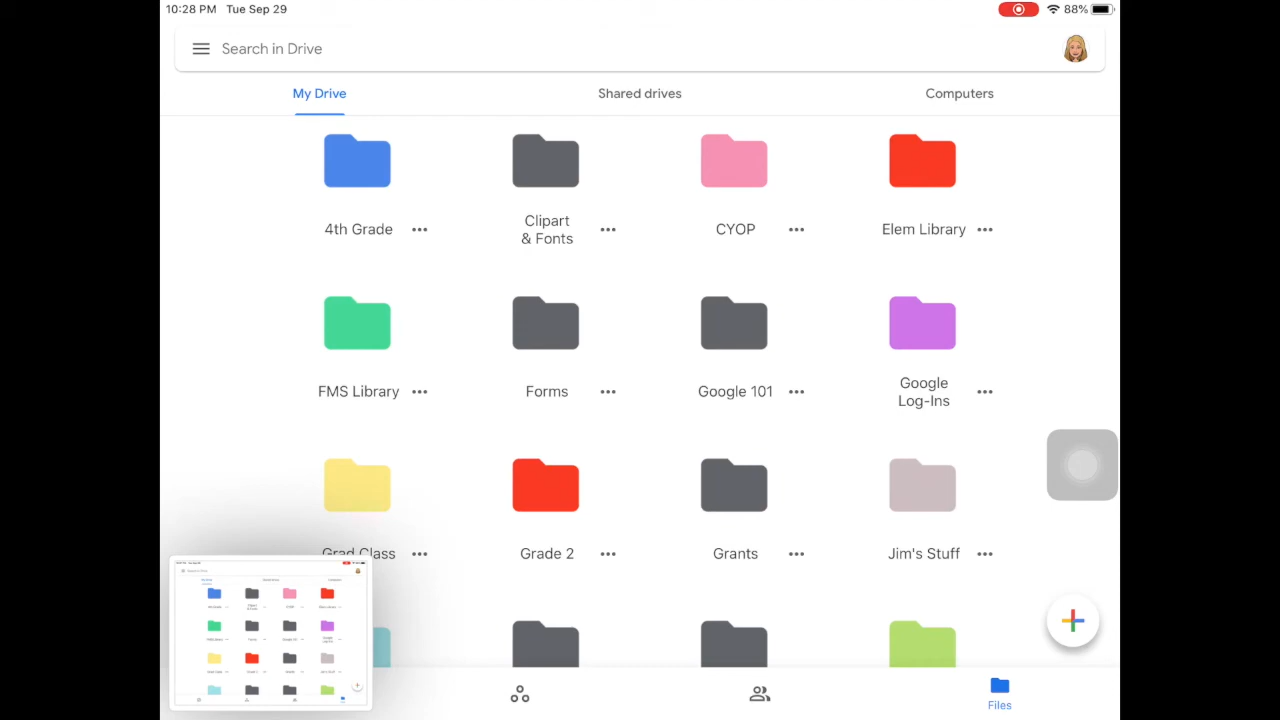 10:28 PM Tue Sep 29 88%
Search in Drive
My Drive Shared drives Computers
4th Grade Clipart & Fonts CYOP Elem Library
FMS Library Forms Google 101 Google Log-Ins
Grad Class Grade 2 Grants Jim's Stuff
Files